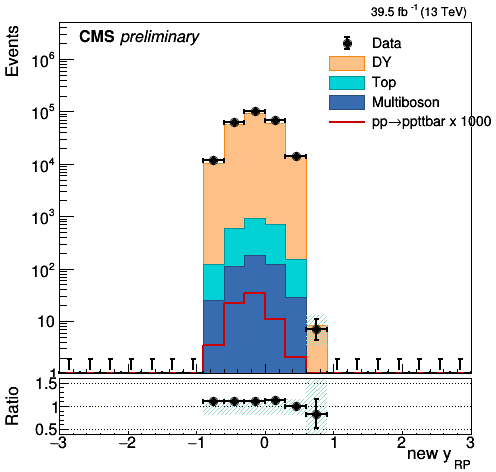 39.5 fb⁻¹ (13 TeV)
CMS preliminary
Events
Data
DY
Top
Multiboson
pp→ppttbar x 1000
10⁶
10⁵
10⁴
10³
10²
10
1
Ratio
1.5
1
0.5
−3 −2 −1 0 1 2 3
new y_RP